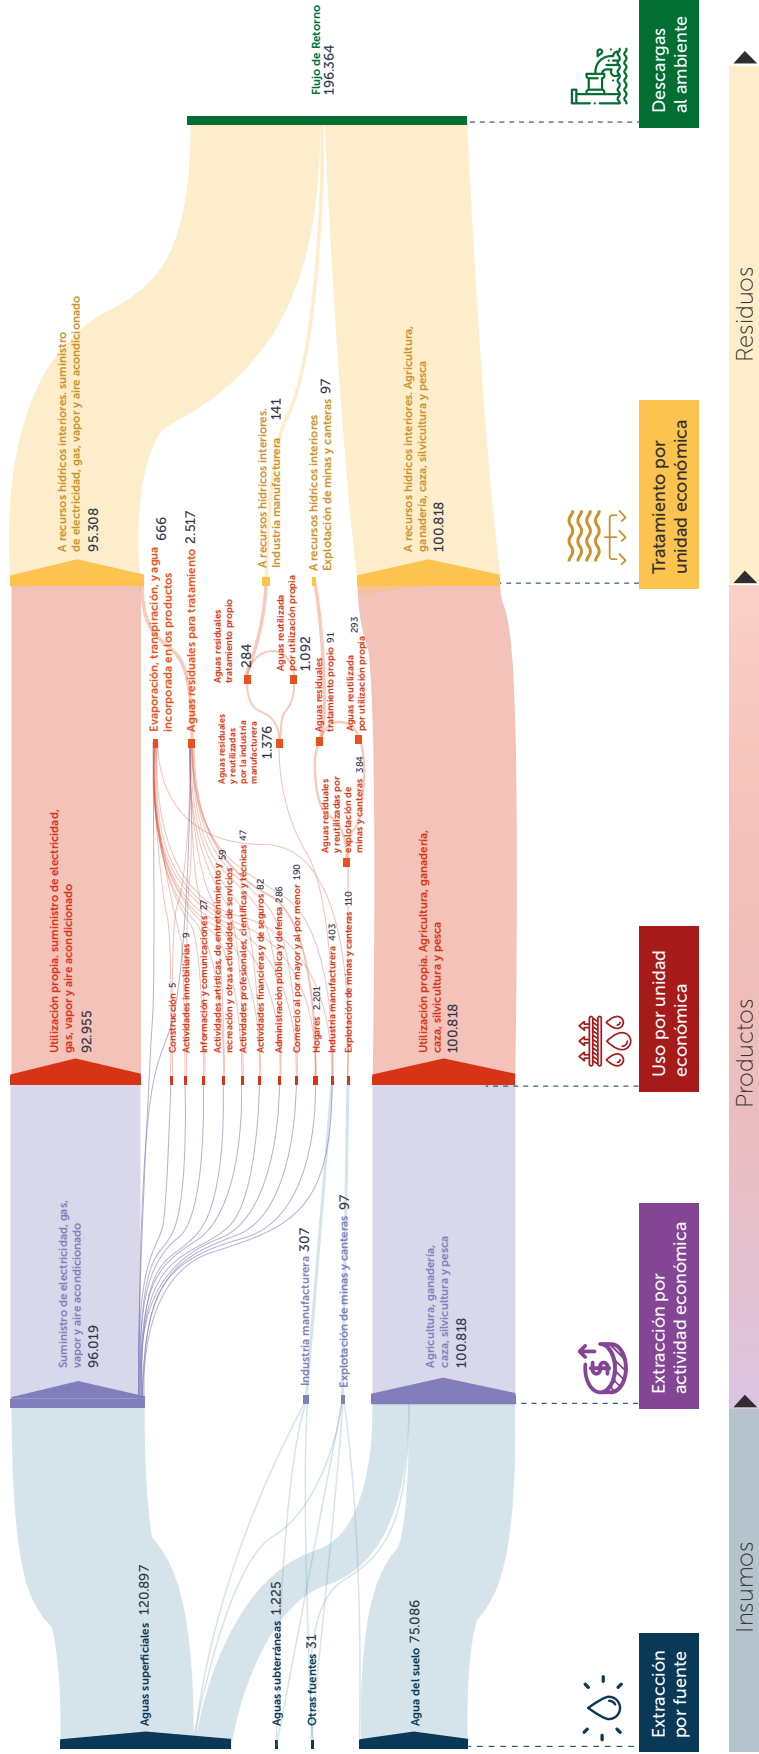 Extracción
por fuente
Extracción por
actividad económica
Uso por unidad
económica
Tratamiento por
unidad económica
Descargas
al ambiente
Insumos
Productos
Residuos
Aguas superficiales 120.897
Aguas subterráneas 1.225
Otras fuentes 31
Agua del suelo 75.086
Suministro de electricidad, gas,
vapor y aire acondicionado
96.019
Industria manufacturera 307
Explotación de minas y canteras 97
Agricultura, ganadería,
caza, silvicultura y pesca
100.818
Utilización propia. suministro de electricidad,
gas, vapor y aire acondicionado
92.955
Construcción 5
Actividades inmobiliarias 9
Información y comunicaciones 27
Actividades artísticas, de entretenimiento y
recreación y otras actividades de servicios 59
Actividades profesionales, científicas y técnicas 47
Actividades financieras y de seguros 82
Administración pública y defensa 286
Comercio al por mayor y al por menor 190
Hogares 2.201
Industria manufacturera 403
Explotación de minas y canteras 110
Utilización propia. Agricultura, ganadería,
caza, silvicultura y pesca
100.818
Evaporación, transpiración, y agua
incorporada en los productos 666
Aguas residuales para tratamiento 2.517
Aguas residuales
y reutilizadas
por la industria
manufacturera
1.376
Aguas residuales
tratamiento propio
284
Aguas reutilizada
por utilización propia
1.092
Aguas residuales
y reutilizadas por
explotación de
minas y canteras 384
Aguas residuales
tratamiento propio 91
Aguas reutilizada
por utilización propia 293
A recursos hídricos interiores. suministro
de electricidad, gas, vapor y aire acondicionado
95.308
A recursos hídricos interiores.
Industria manufacturera 141
A recursos hídricos interiores
Explotación de minas y canteras 97
A recursos hídricos interiores. Agricultura,
ganadería, caza, silvicultura y pesca
100.818
Flujo de Retorno
196.364